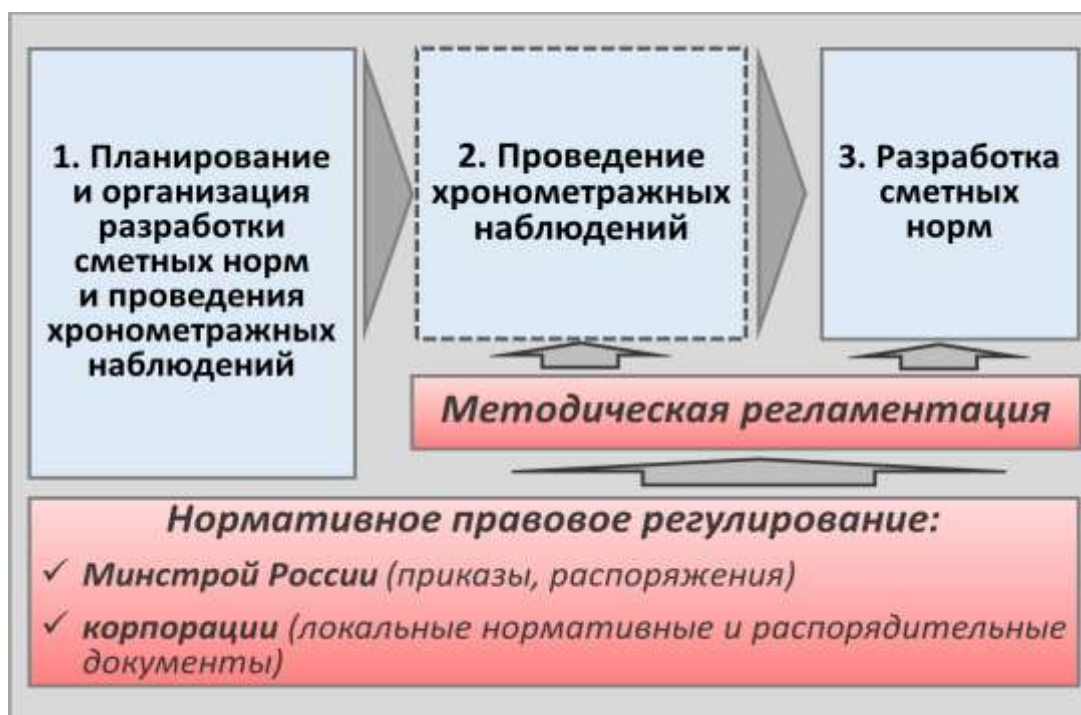 1. Планирование
и организация
разработки
сметных норм
и проведения
хронометражных
наблюдений
2. Проведение
хронометражных
наблюдений
3. Разработка
сметных
норм
Методическая регламентация
Нормативное правовое регулирование:
✓ Минстрой России (приказы, распоряжения)
✓ корпорации (локальные нормативные и распорядительные
документы)